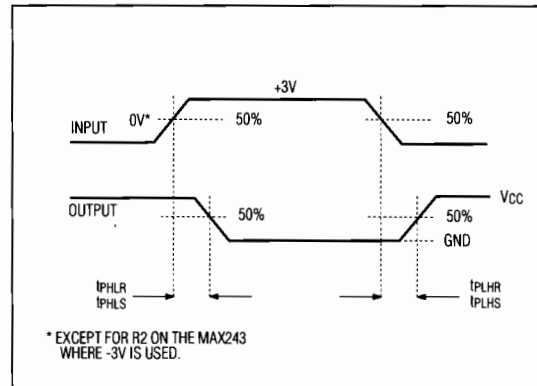 +3V
0V*
50%
50%
INPUT
VCC
OUTPUT
50%
50%
GND
tPHLR
tPHLS
tPLHR
tPLHS
* EXCEPT FOR R2 ON THE MAX243
WHERE -3V IS USED.